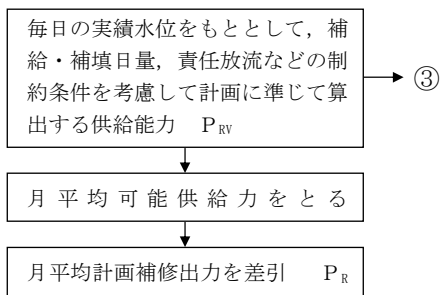 毎日の実績水位をもととして，補
給・補填日量，責任放流などの制
約条件を考慮して計画に準じて算
出する供給能力　PRV
③
月平均可能供給力をとる
月平均計画補修出力を差引　PR